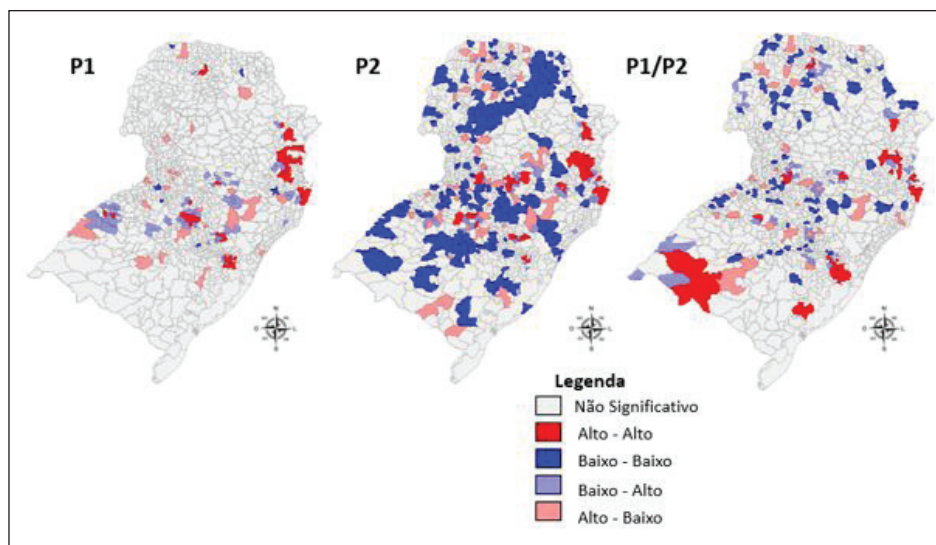 P1
P2
P1/P2
N
O
L
S
N
O
L
S
N
O
L
S
Legenda
Não Significativo
Alto - Alto
Baixo - Baixo
Baixo - Alto
Alto - Baixo